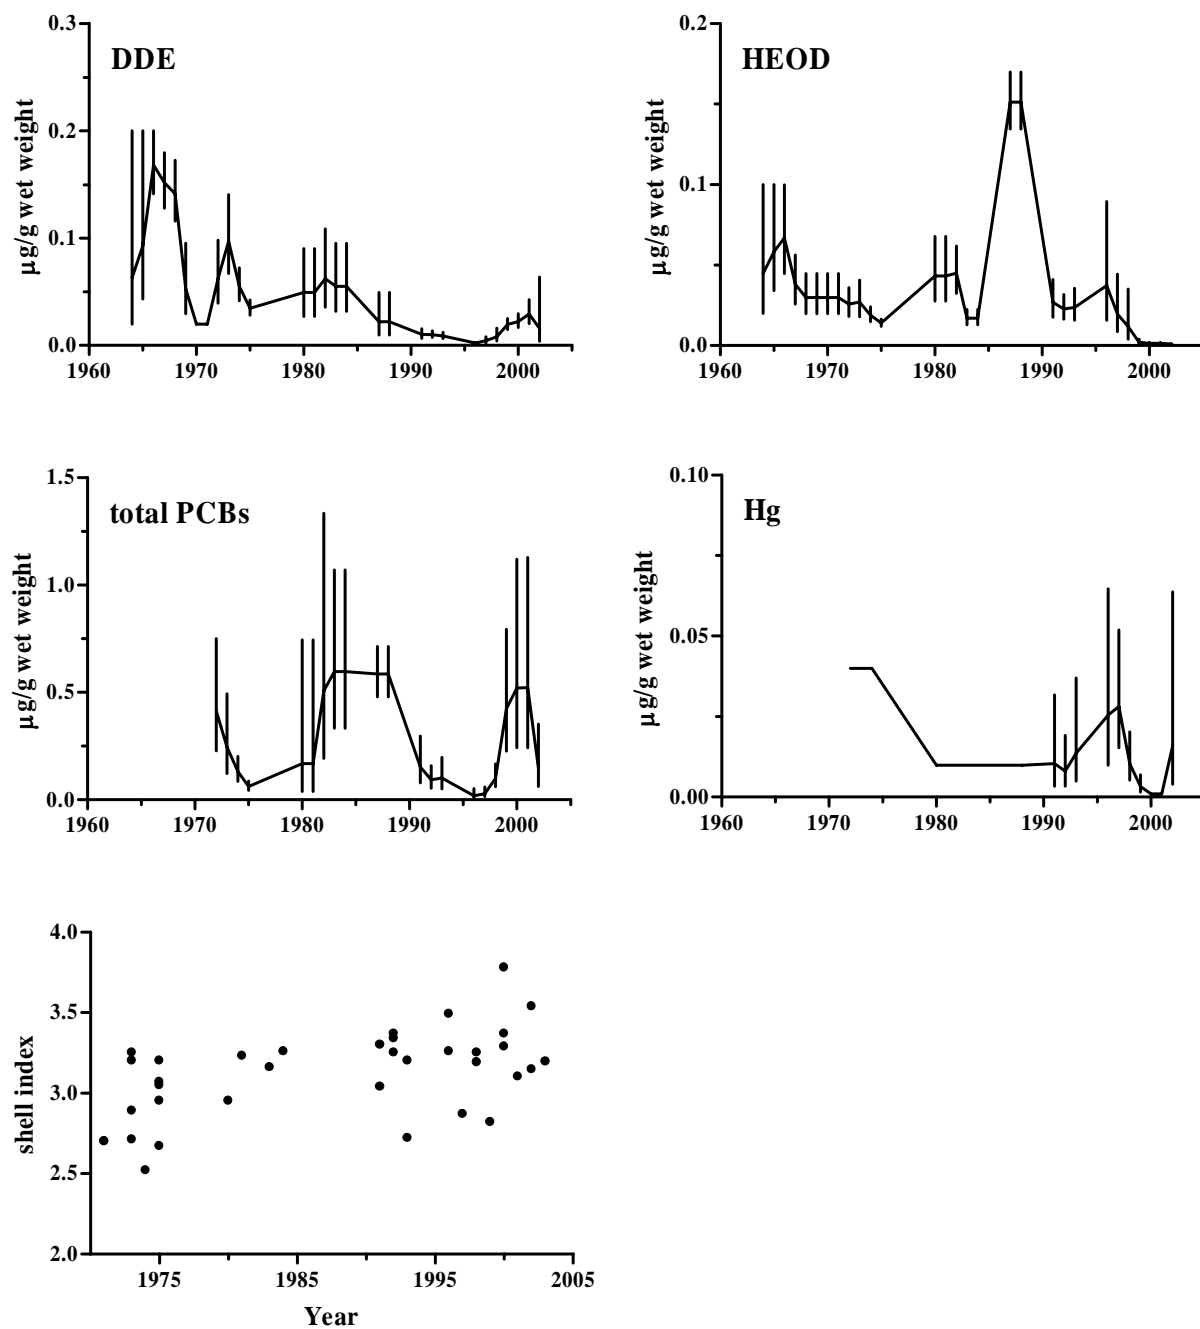 DDE
µg/g wet weight
0.3
0.2
0.1
0.0
1960 1970 1980 1990 2000
HEOD
µg/g wet weight
0.2
0.1
0.0
1960 1970 1980 1990 2000
total PCBs
µg/g wet weight
1.5
1.0
0.5
0.0
1960 1970 1980 1990 2000
Hg
µg/g wet weight
0.10
0.05
0.00
1960 1970 1980 1990 2000
shell index
4.0
3.5
3.0
2.5
2.0
1975 1985 1995 2005
Year